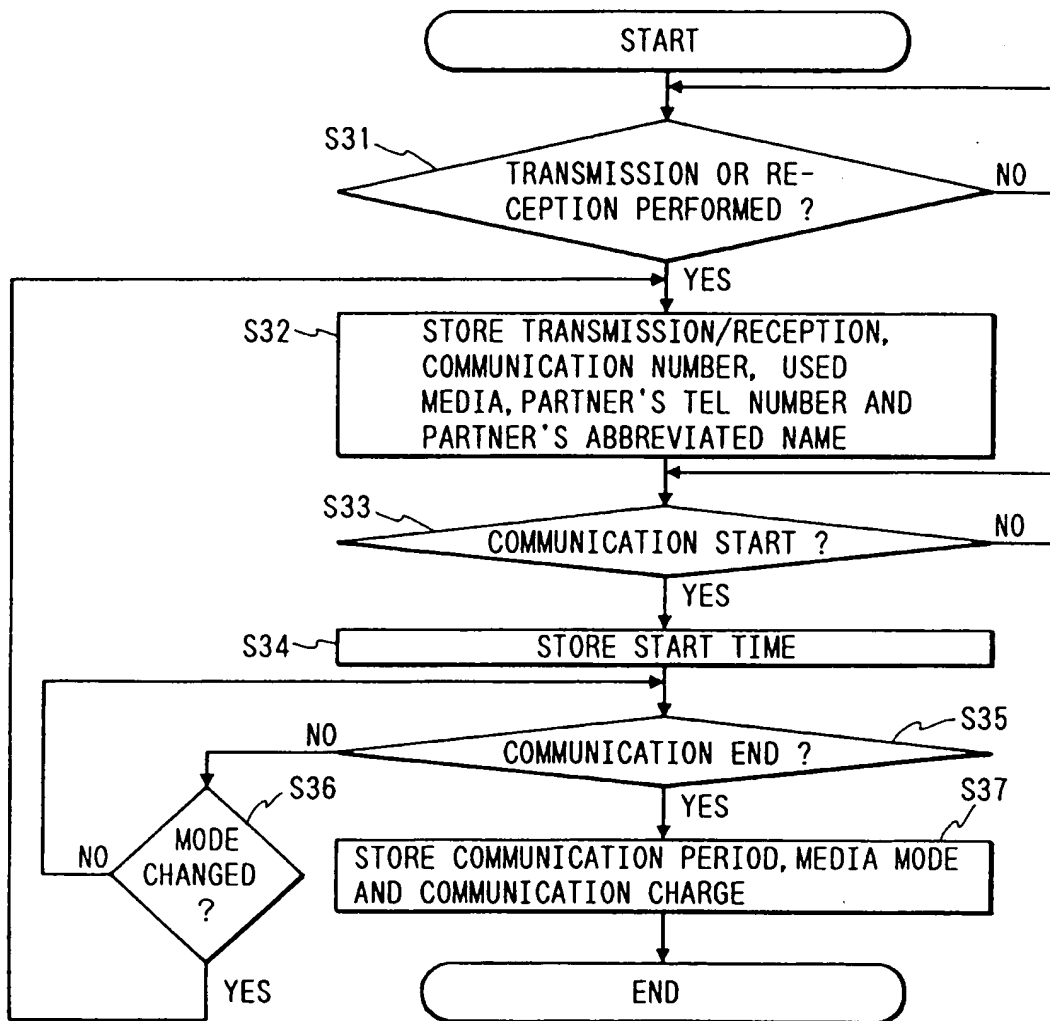 START
S31
TRANSMISSION OR RE-
CEPTION PERFORMED ?
NO
YES
S32
STORE TRANSMISSION/RECEPTION,
COMMUNICATION NUMBER, USED
MEDIA, PARTNER'S TEL NUMBER AND
PARTNER'S ABBREVIATED NAME
S33
COMMUNICATION START ?
NO
YES
S34
STORE START TIME
S35
NO
COMMUNICATION END ?
YES
S36
MODE
CHANGED
?
NO
YES
S37
STORE COMMUNICATION PERIOD, MEDIA MODE
AND COMMUNICATION CHARGE
END